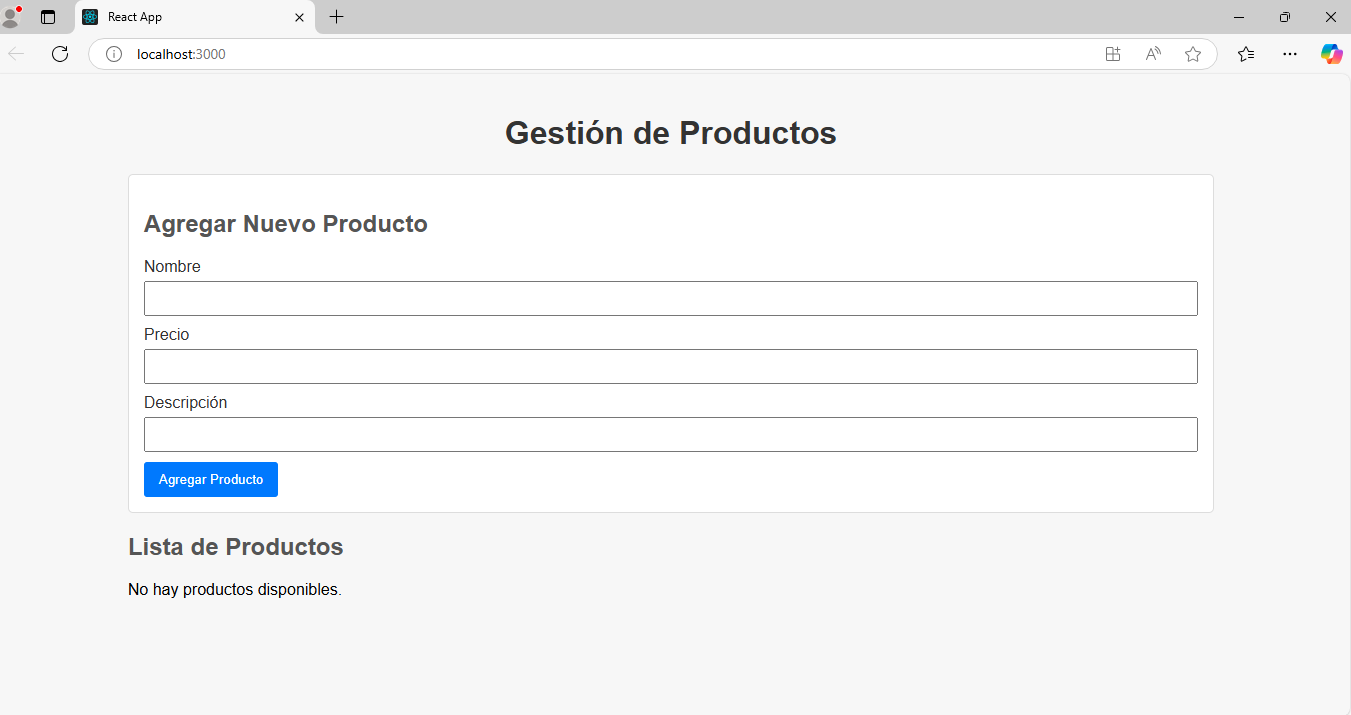 React App
localhost:3000
Gestión de Productos
Agregar Nuevo Producto
Nombre
Precio
Descripción
Agregar Producto
Lista de Productos
No hay productos disponibles.